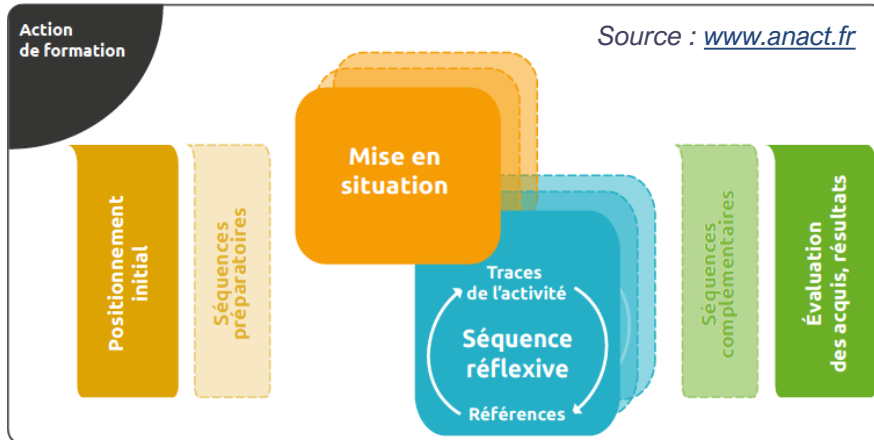 Action
de formation
Source : www.anact.fr
Positionnement
initial
Séquences
préparatoires
Mise en
situation
Traces
de l'activité
Séquence
réflexive
Références
Séquences
complémentaires
Évaluation
des acquis, résultats